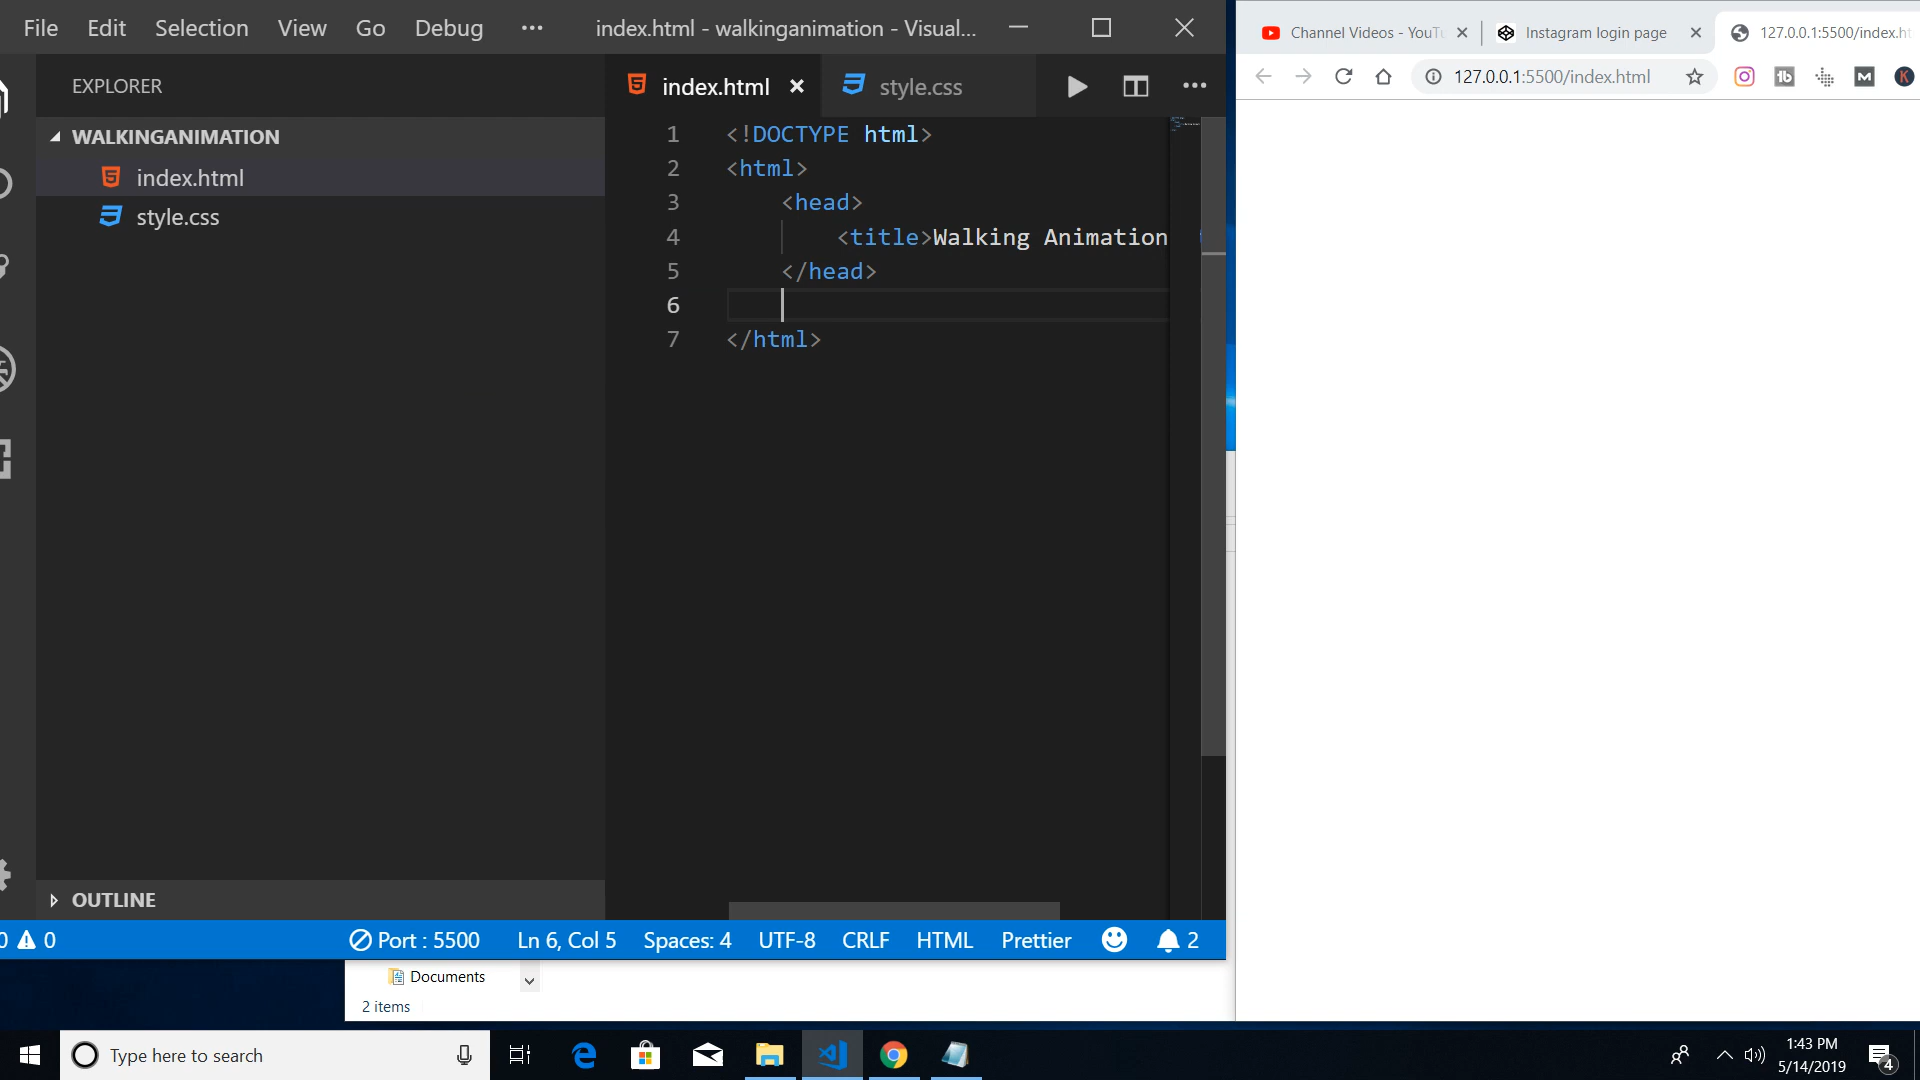 File Edit Selection View Go Debug ··· index.html - walkinganimation - Visual...
EXPLORER
WALKINGANIMATION
index.html
style.css
OUTLINE
index.html style.css
1 <!DOCTYPE html>
2 <html>
3 <head>
4 <title>Walking Animation
5 </head>
6
7 </html>
0 0 Port : 5500 Ln 6, Col 5 Spaces: 4 UTF-8 CRLF HTML Prettier 2
Channel Videos - YouTu Instagram login page 127.0.0.1:5500/index.ht
127.0.0.1:5500/index.html
Documents
2 items
Type here to search
1:43 PM
5/14/2019
4